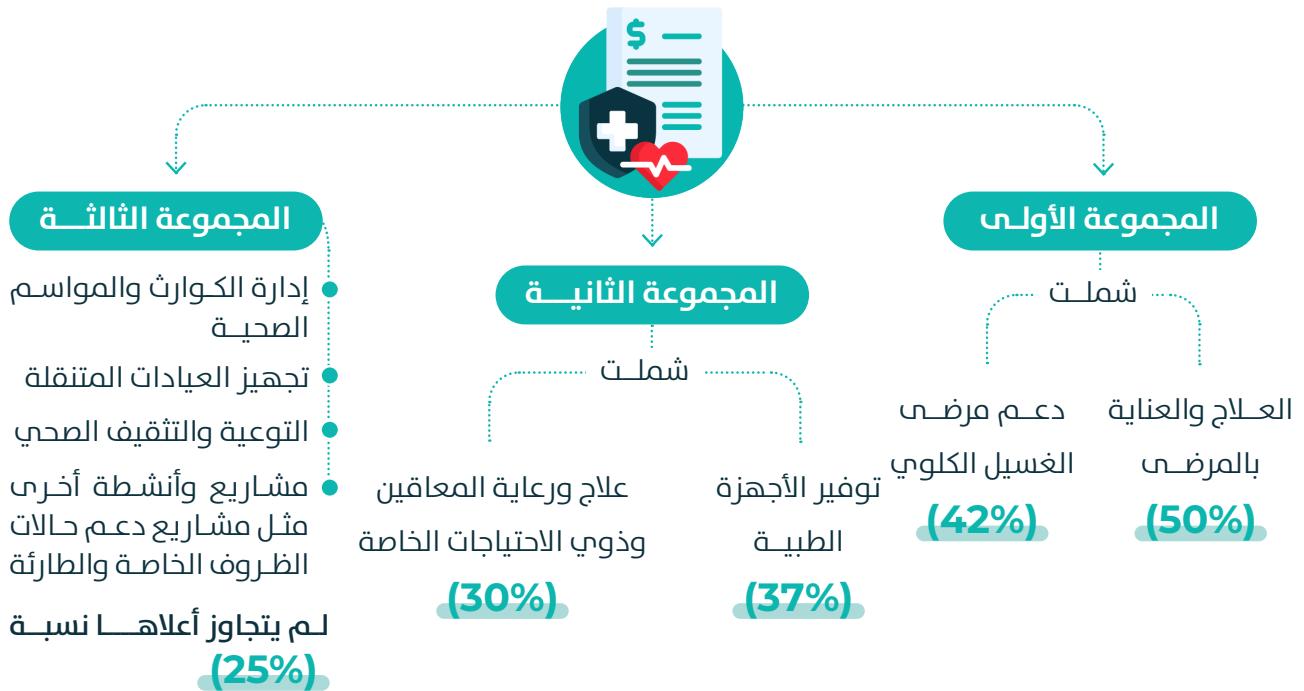 $
المجموعة الأولى
شملت
العلاج والعناية
بالمرضى
(50%)
دعم مرضى
الغسيل الكلوي
(42%)
المجموعة الثانية
شملت
توفير الأجهزة
الطبية
(37%)
علاج ورعاية المعاقين
وذوي الاحتياجات الخاصة
(30%)
المجموعة الثالثة
إدارة الكوارث والمواسم
الصحية
تجهيز العيادات المتنقلة
التوعية والتثقيف الصحي
مشاريع وأنشطة أخرى
مثل مشاريع دعم حالات
الظروف الخاصة والطارئة
لم يتجاوز أعلاها نسبة
(25%)